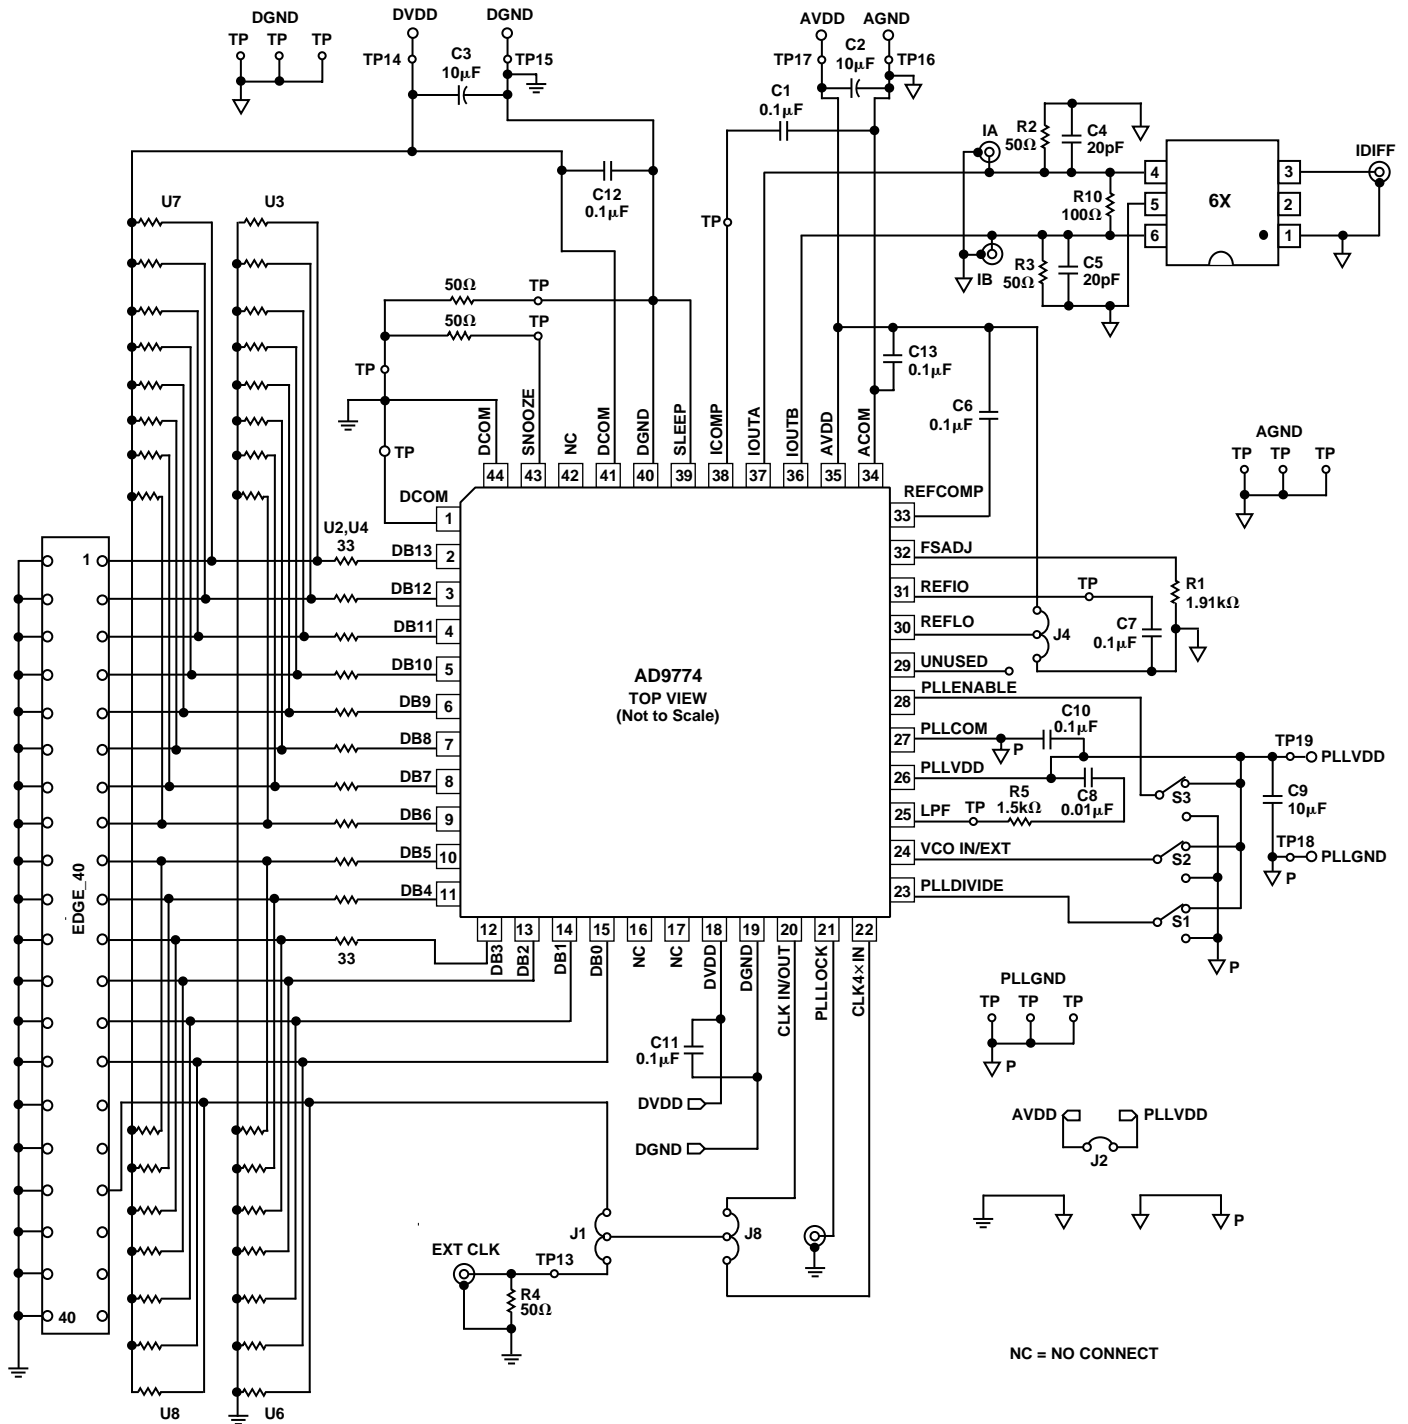 DGND
TP TP TP
DVDD
TP14
C3
10µF
DGND
TP15
AVDD
TP17
C2
10µF
AGND
TP16
C1
0.1µF
C12
0.1µF
TP
IA
IB
R2
50Ω
C4
20pF
R10
100Ω
R3
50Ω
C5
20pF
4
5
6
6X
3
2
1
IDIFF
U7
U3
50Ω
TP
50Ω
TP
TP
TP
C13
0.1µF
C6
0.1µF
DCOM
SNOOZE
NC
DCOM
DGND
SLEEP
ICOMP
IOUTA
IOUTB
AVDD
ACOM
44 43 42 41 40 39 38 37 36 35 34
AGND
TP TP TP
U2,U4
33
1
40
EDGE_40
DCOM 1
DB13 2
DB12 3
DB11 4
DB10 5
DB9 6
DB8 7
DB7 8
DB6 9
DB5 10
DB4 11
33
AD9774
TOP VIEW
(Not to Scale)
33 REFCOMP
32 FSADJ
31 REFIO
30 REFLO
29 UNUSED
28 PLLENABLE
27 PLLCOM
26 PLLVDD
25 LPF
24 VCO IN/EXT
23 PLLDIVIDE
TP
R1
1.91kΩ
C7
0.1µF
J4
C10
0.1µF
P
C8
0.01µF
TP
R5
1.5kΩ
S3
S2
S1
P
TP19
PLLVDD
C9
10µF
TP18
PLLGND
P
12 13 14 15 16 17 18 19 20 21 22
DB3
DB2
DB1
DB0
NC
NC
DVDD
DGND
CLK IN/OUT
PLLLOCK
CLK4×IN
C11
0.1µF
DVDD
DGND
PLLGND
TP TP TP
P
AVDD
PLLVDD
J2
P
J1
J8
EXT CLK
TP13
R4
50Ω
NC = NO CONNECT
U8
U6